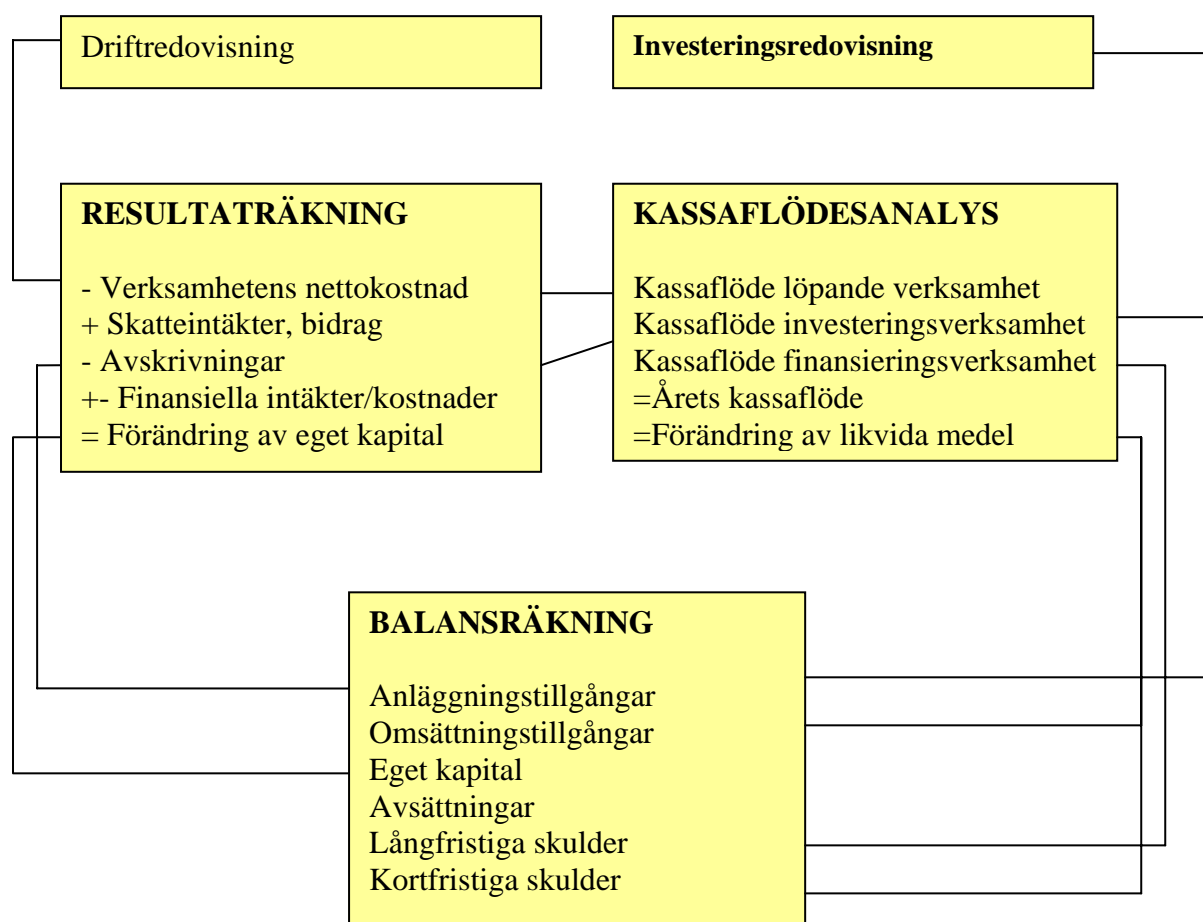 Driftredovisning
Investeringsredovisning
RESULTATRÄKNING
- Verksamhetens nettokostnad
+ Skatteintäkter, bidrag
- Avskrivningar
+- Finansiella intäkter/kostnader
= Förändring av eget kapital
KASSAFLÖDESANALYS
Kassaflöde löpande verksamhet
Kassaflöde investeringsverksamhet
Kassaflöde finansieringsverksamhet
=Årets kassaflöde
=Förändring av likvida medel
BALANSRÄKNING
Anläggningstillgångar
Omsättningstillgångar
Eget kapital
Avsättningar
Långfristiga skulder
Kortfristiga skulder